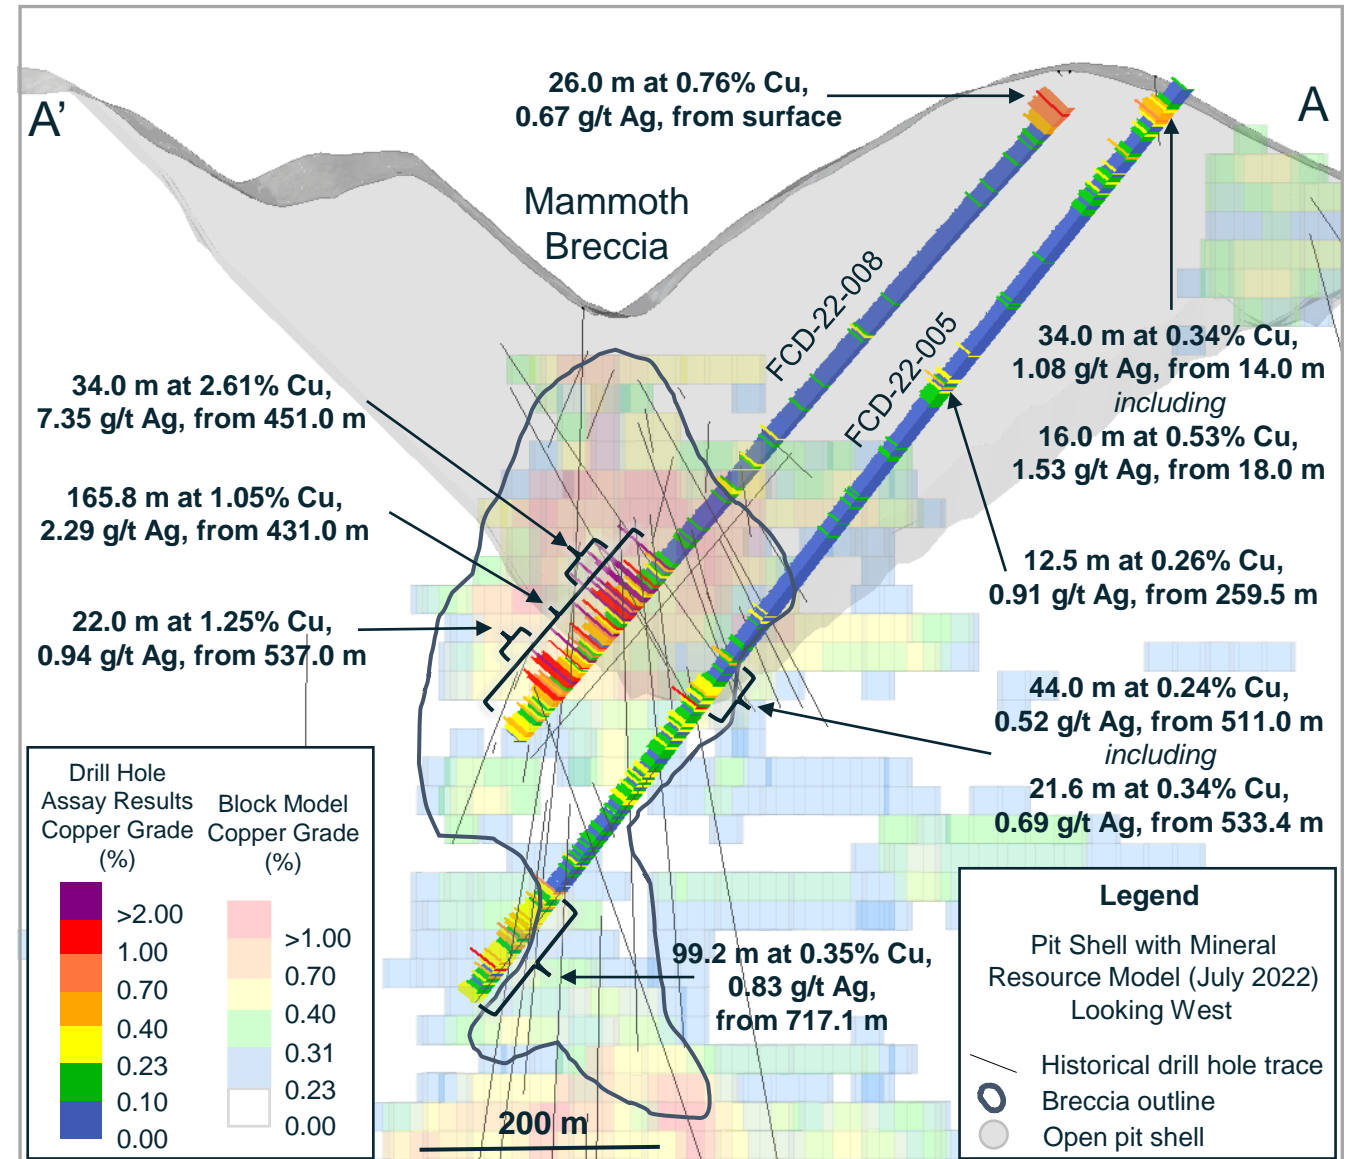 A’
A
26.0 m at 0.76% Cu,
0.67 g/t Ag, from surface
Mammoth
Breccia
FCD-22-008
FCD-22-005
34.0 m at 0.34% Cu,
1.08 g/t Ag, from 14.0 m
including
16.0 m at 0.53% Cu,
1.53 g/t Ag, from 18.0 m
34.0 m at 2.61% Cu,
7.35 g/t Ag, from 451.0 m
165.8 m at 1.05% Cu,
2.29 g/t Ag, from 431.0 m
22.0 m at 1.25% Cu,
0.94 g/t Ag, from 537.0 m
12.5 m at 0.26% Cu,
0.91 g/t Ag, from 259.5 m
44.0 m at 0.24% Cu,
0.52 g/t Ag, from 511.0 m
including
21.6 m at 0.34% Cu,
0.69 g/t Ag, from 533.4 m
99.2 m at 0.35% Cu,
0.83 g/t Ag,
from 717.1 m
200 m
Drill Hole
Assay Results
Copper Grade
(%)
>2.00
1.00
0.70
0.40
0.23
0.10
0.00
Block Model
Copper Grade
(%)
>1.00
0.70
0.40
0.31
0.23
0.00
Legend
Pit Shell with Mineral
Resource Model (July 2022)
Looking West
Historical drill hole trace
Breccia outline
Open pit shell